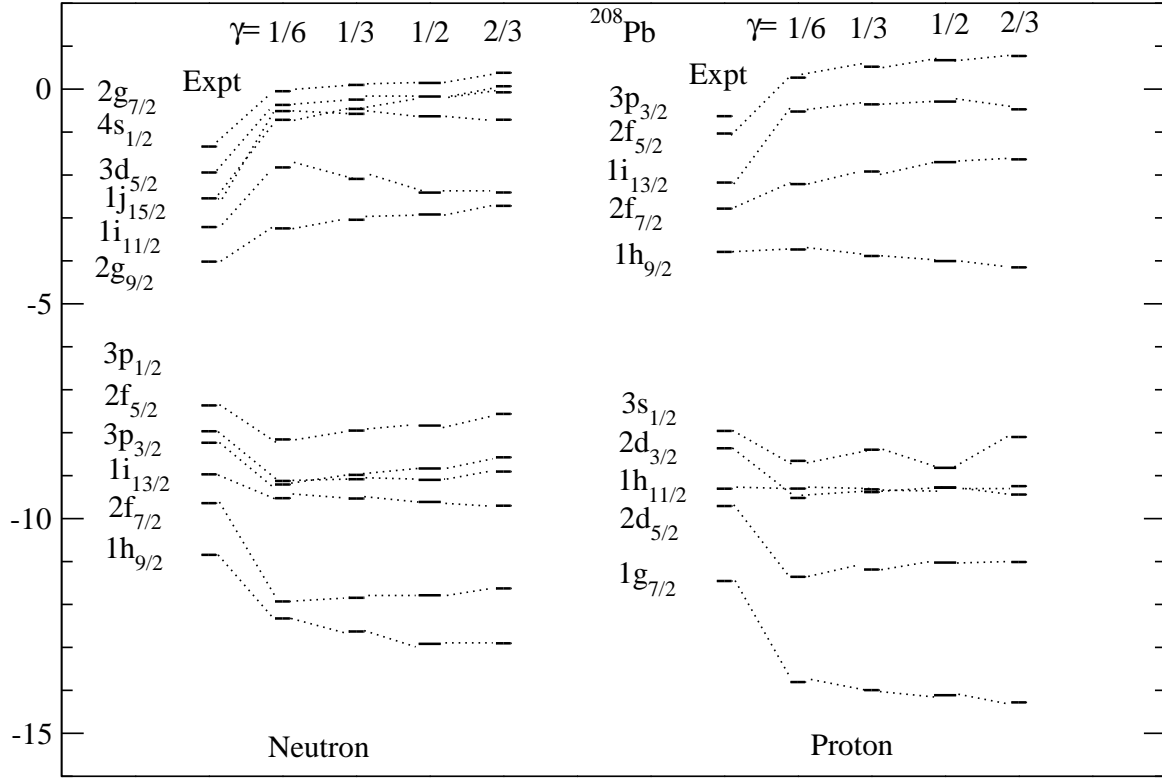 γ= 1/6 1/3 1/2 2/3 ²⁰⁸Pb γ= 1/6 1/3 1/2 2/3
Expt Expt
0
-5
-10
-15
2g₇/₂
4s₁/₂
3d₅/₂
1j₁₅/₂
1i₁₁/₂
2g₉/₂
3p₁/₂
2f₅/₂
3p₃/₂
1i₁₃/₂
2f₇/₂
1h₉/₂
3p₃/₂
2f₅/₂
1i₁₃/₂
2f₇/₂
1h₉/₂
3s₁/₂
2d₃/₂
1h₁₁/₂
2d₅/₂
1g₇/₂
Neutron Proton